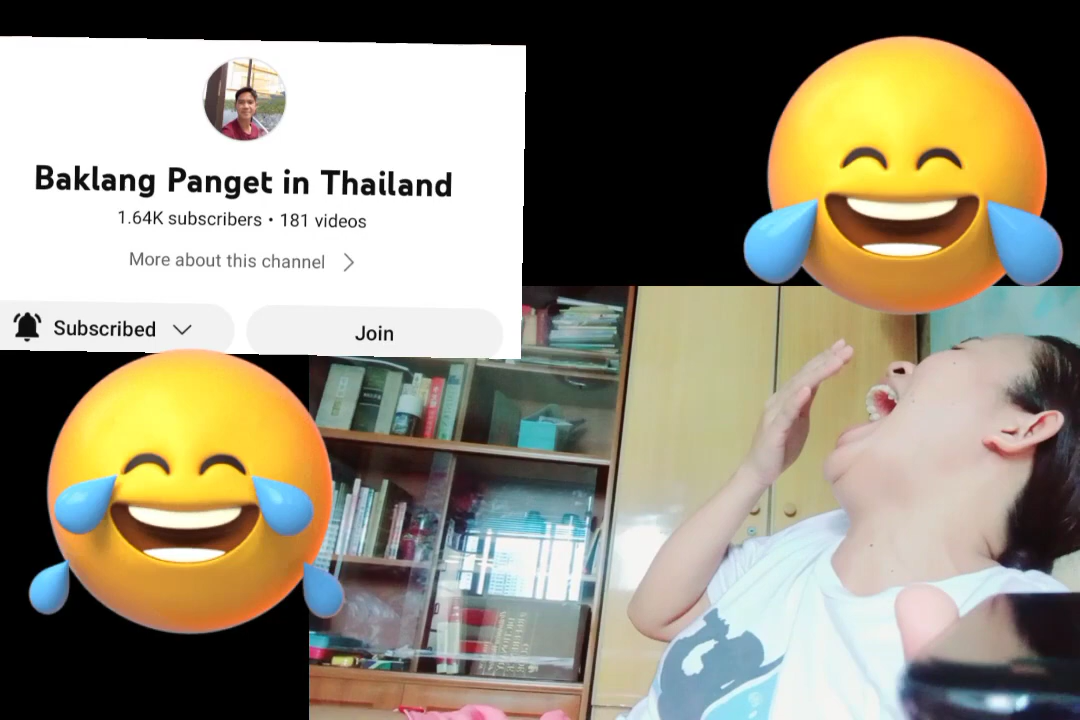 Baklang Panget in Thailand
1.64K subscribers • 181 videos
More about this channel
Subscribed
Join